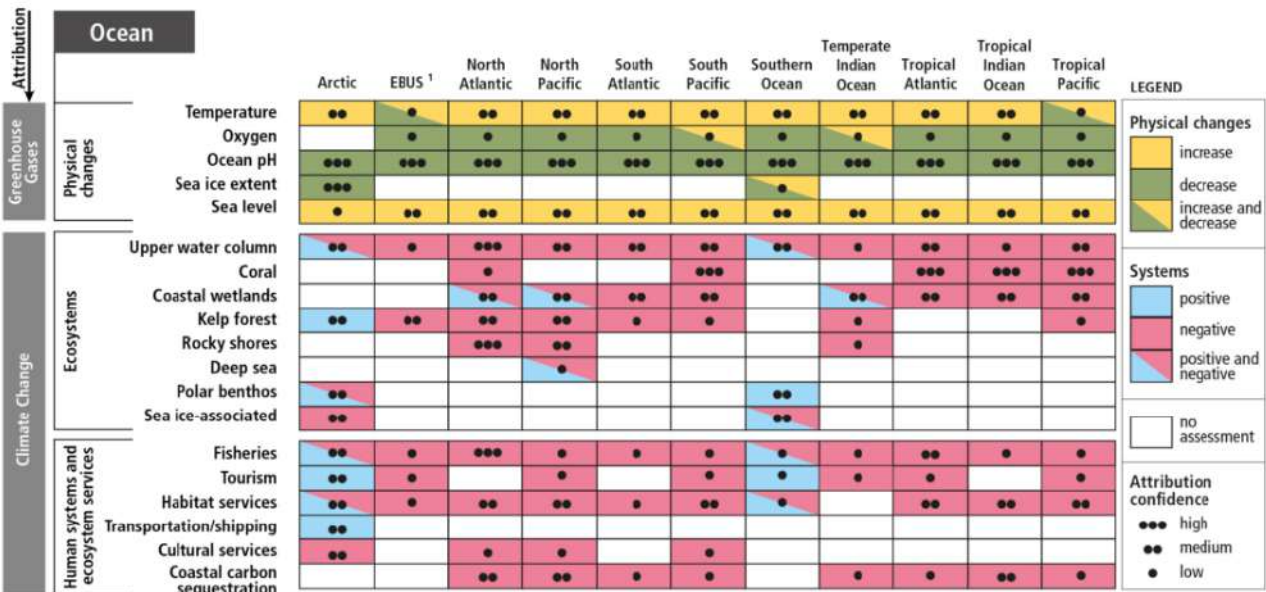 Attribution
Ocean
Arctic
EBUS 1
North Atlantic
North Pacific
South Atlantic
South Pacific
Southern Ocean
Temperate Indian Ocean
Tropical Atlantic
Tropical Indian Ocean
Tropical Pacific
Greenhouse Gases
Physical changes
Temperature
Oxygen
Ocean pH
Sea ice extent
Sea level
Climate Change
Ecosystems
Upper water column
Coral
Coastal wetlands
Kelp forest
Rocky shores
Deep sea
Polar benthos
Sea ice-associated
Human systems and ecosystem services
Fisheries
Tourism
Habitat services
Transportation/shipping
Cultural services
Coastal carbon
sequestration
LEGEND
Physical changes
increase
decrease
increase and
decrease
Systems
positive
negative
positive and
negative
no
assessment
Attribution
confidence
●●● high
●● medium
● low